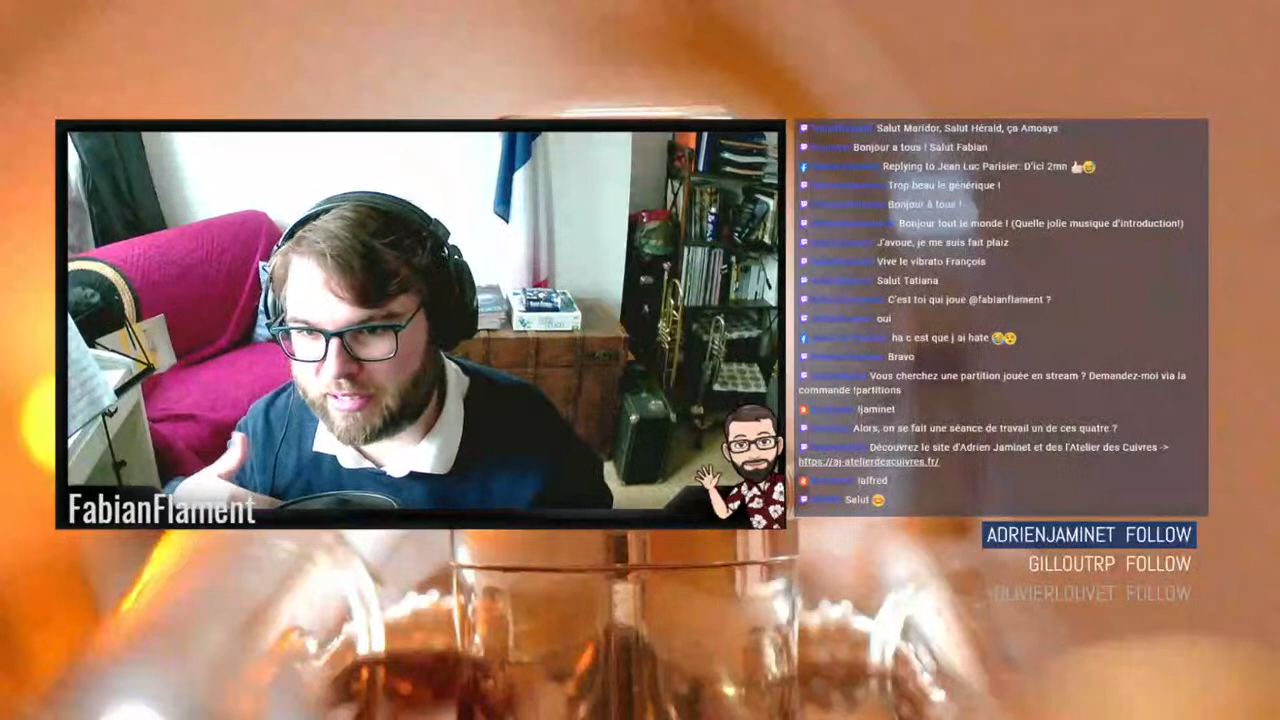 Salut Maridor, Salut Hérald, ça Amosys
Bonjour a tous ! Salut Fabian
Replying to Jean Luc Parisier: D'ici 2mn 👍🏻😅
Trop beau le générique !
Bonjour à tous !
Bonjour tout le monde ! (Quelle jolie musique d'introduction!)
J'avoue, je me suis fait plaiz
Vive le vibrato François
Salut Tatiana
C'est toi qui joue @fabianflament ?
oui
ha c est que j ai hate
Bravo
Vous cherchez une partition jouée en stream ? Demandez-moi via la
commande !partitions
!jaminet
Alors, on se fait une séance de travail un de ces quatre ?
Découvrez le site d'Adrien Jaminet et des l'Atelier des Cuivres ->
https://aj-atelierdescuivres.fr/
!alfred
Salut 😊
FabianFlament
ADRIENJAMINET FOLLOW
GILLOUTRP FOLLOW
OLIVIERLOUVET FOLLOW